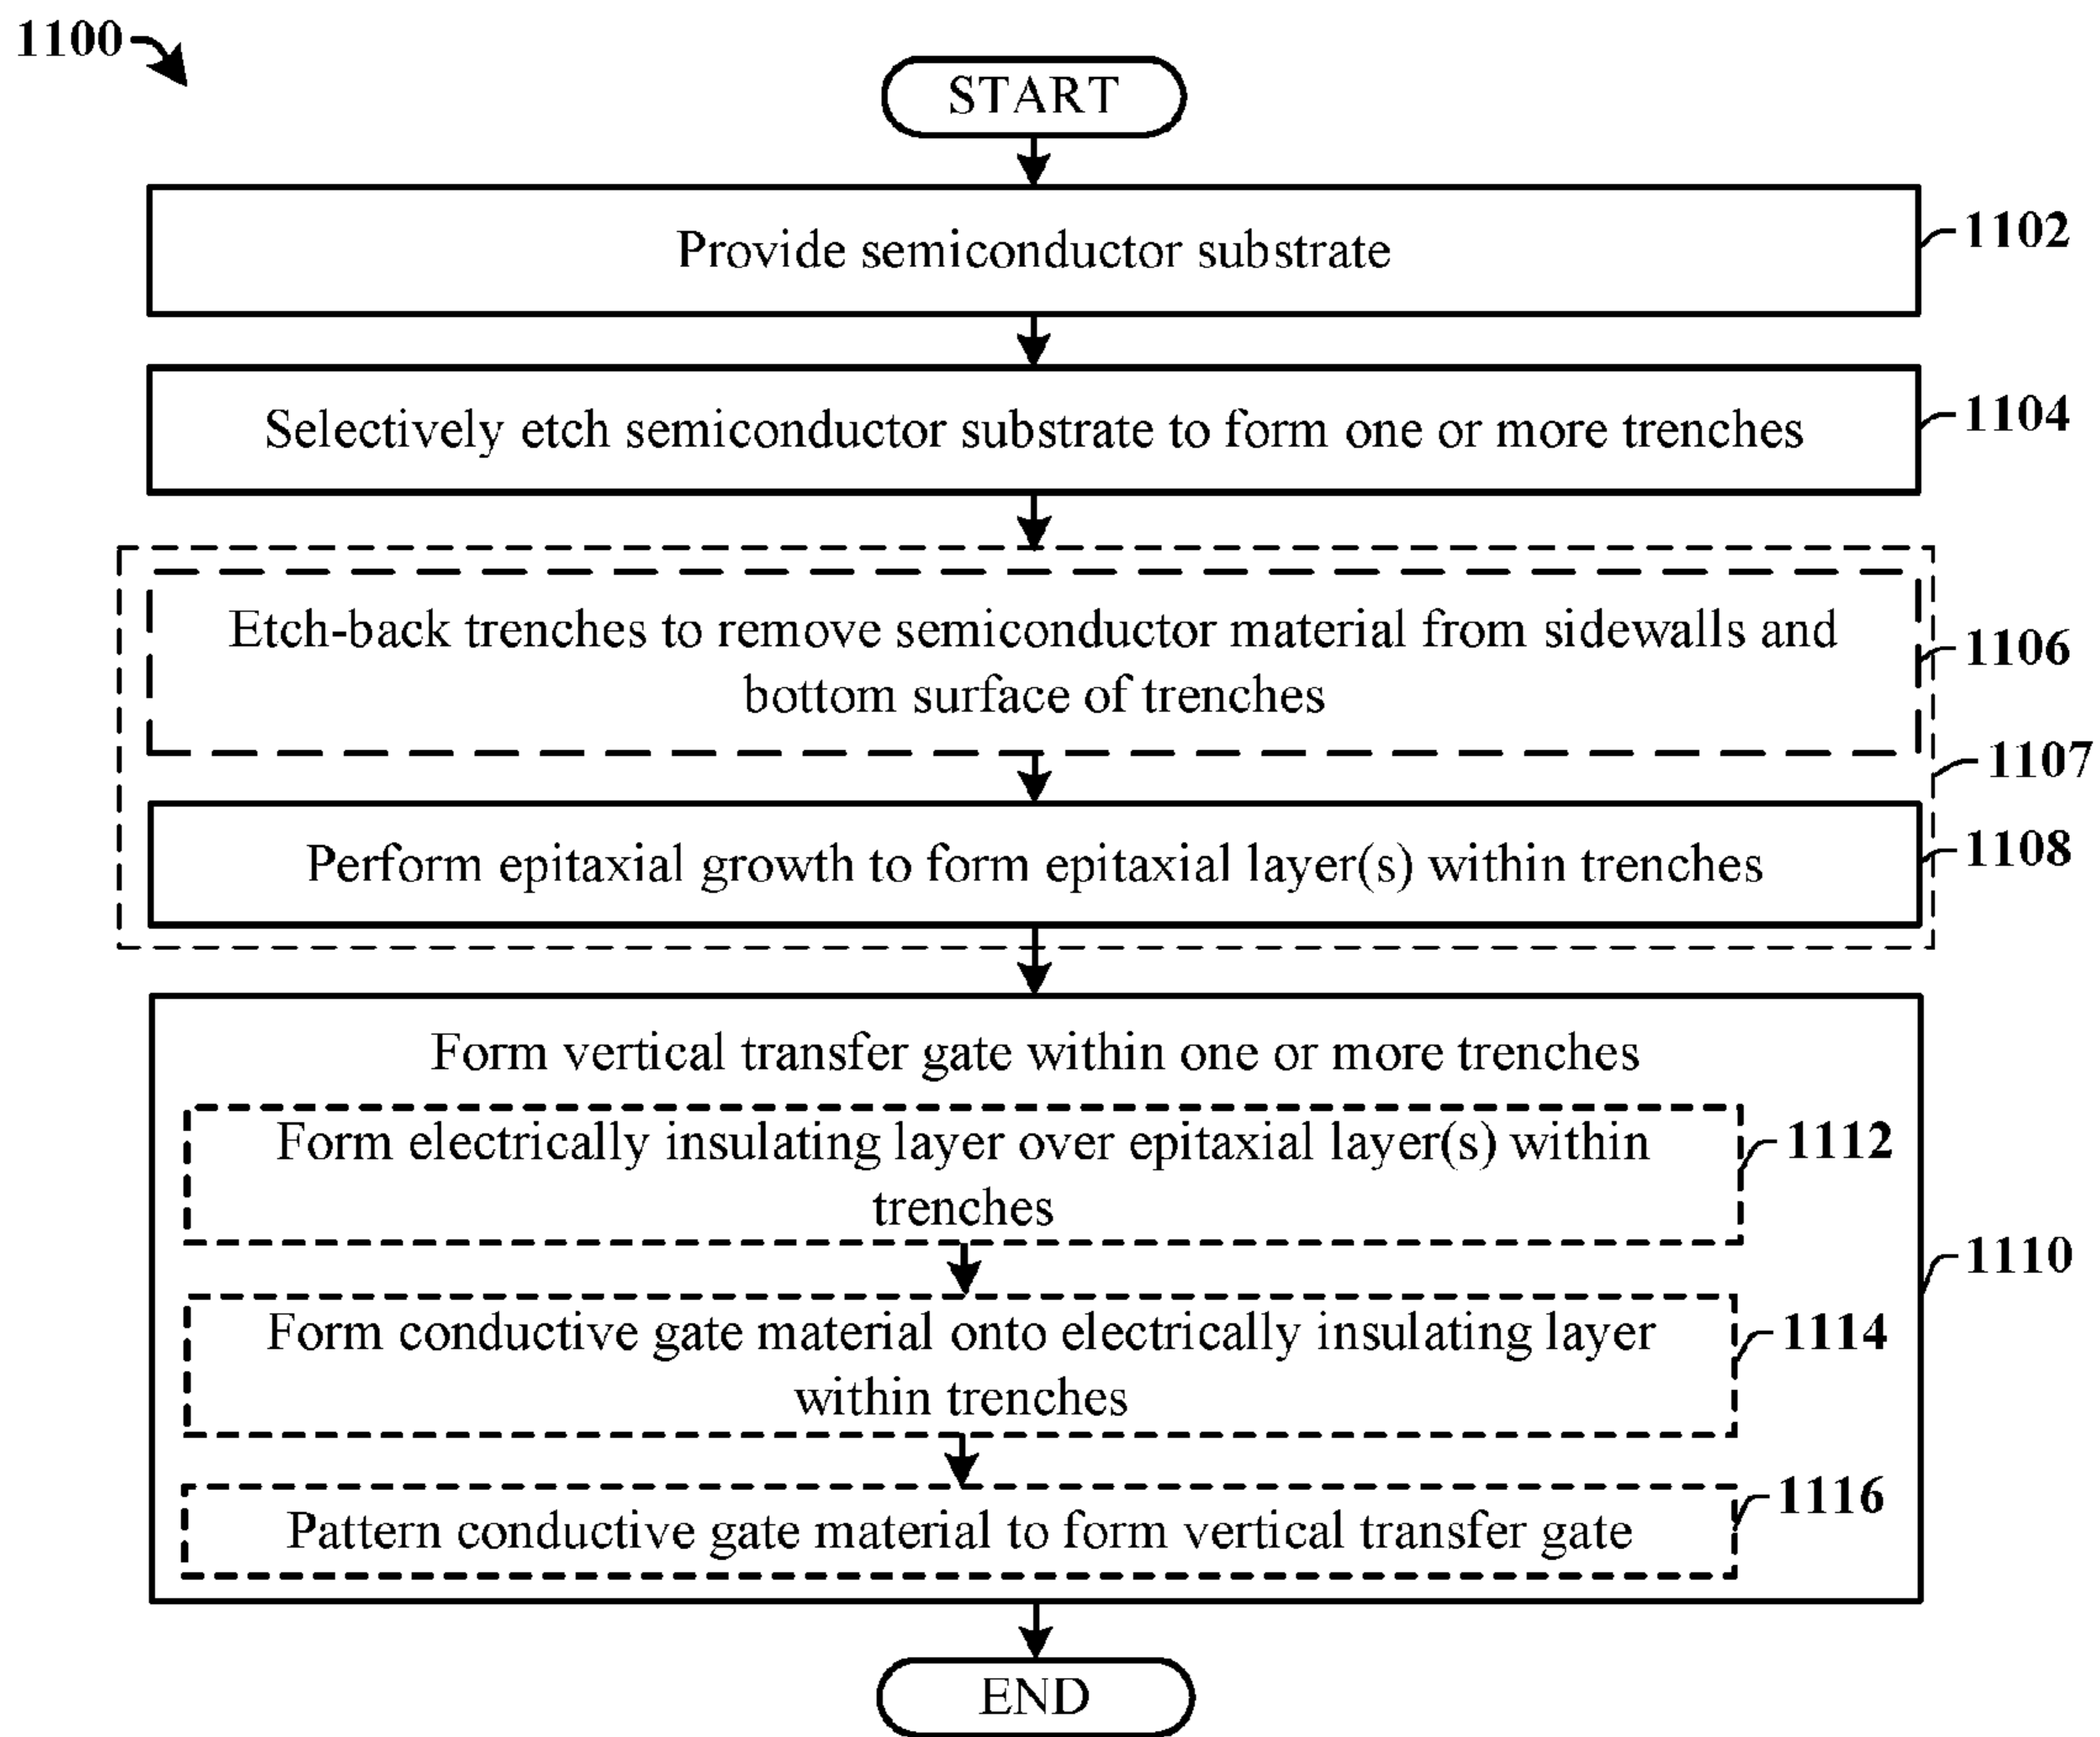 1100
START
Provide semiconductor substrate
1102
Selectively etch semiconductor substrate to form one or more trenches
1104
Etch-back trenches to remove semiconductor material from sidewalls and
bottom surface of trenches
1106
1107
Perform epitaxial growth to form epitaxial layer(s) within trenches
1108
Form vertical transfer gate within one or more trenches
Form electrically insulating layer over epitaxial layer(s) within
trenches
1112
1110
Form conductive gate material onto electrically insulating layer
within trenches
1114
Pattern conductive gate material to form vertical transfer gate
1116
END